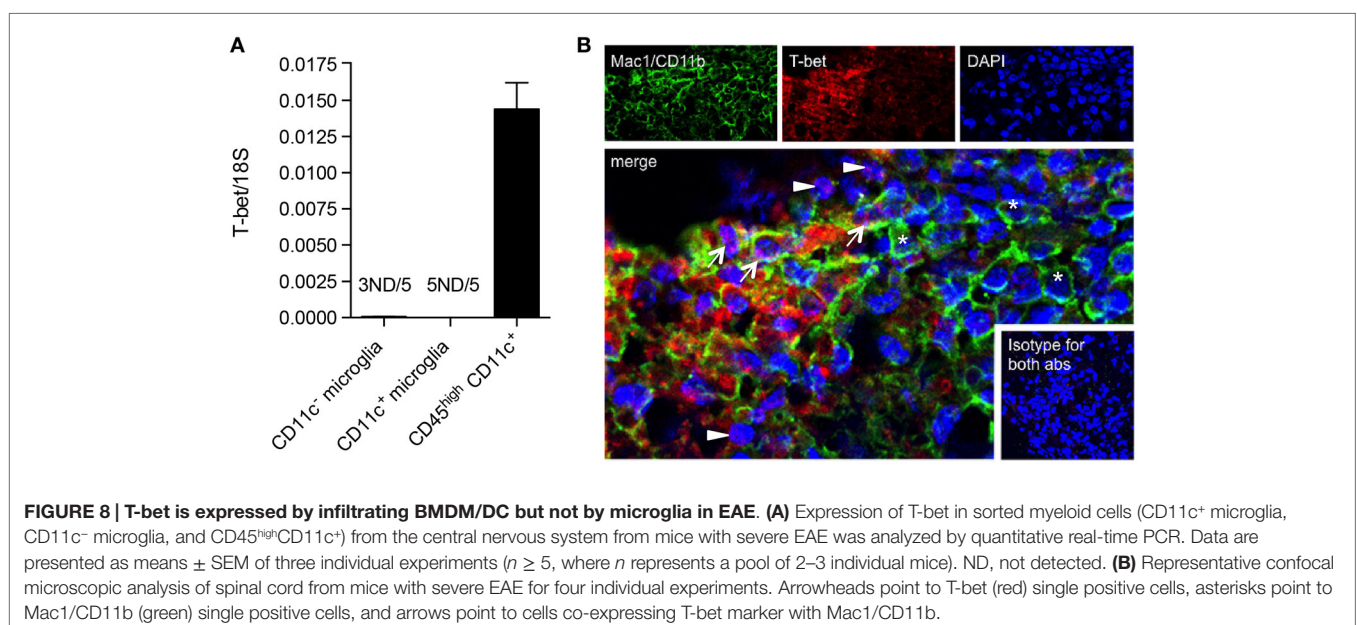 A
T-bet/18S
0.0175
0.0150
0.0125
0.0100
0.0075
0.0050
0.0025
0.0000
3ND/5 5ND/5
CD11c⁻ microglia
CD11c⁺ microglia
CD45ʰⁱᵍʰ CD11c⁺
B
Mac1/CD11b
T-bet
DAPI
merge
*
*
*
Isotype for
both abs
FIGURE 8 | T-bet is expressed by infiltrating BMDM/DC but not by microglia in EAE. (A) Expression of T-bet in sorted myeloid cells (CD11c⁺ microglia,
CD11c⁻ microglia, and CD45ʰⁱᵍʰCD11c⁺) from the central nervous system from mice with severe EAE was analyzed by quantitative real-time PCR. Data are
presented as means ± SEM of three individual experiments (n ≥ 5, where n represents a pool of 2–3 individual mice). ND, not detected. (B) Representative confocal
microscopic analysis of spinal cord from mice with severe EAE for four individual experiments. Arrowheads point to T-bet (red) single positive cells, asterisks point to
Mac1/CD11b (green) single positive cells, and arrows point to cells co-expressing T-bet marker with Mac1/CD11b.